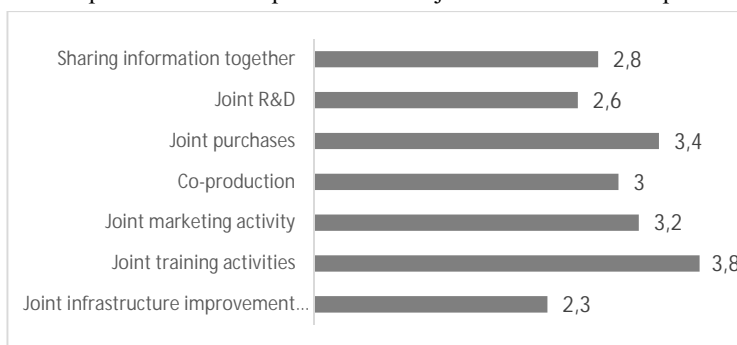 Sharing information together 2,8
Joint R&D 2,6
Joint purchases 3,4
Co-production 3
Joint marketing activity 3,2
Joint training activities 3,8
Joint infrastructure improvement... 2,3